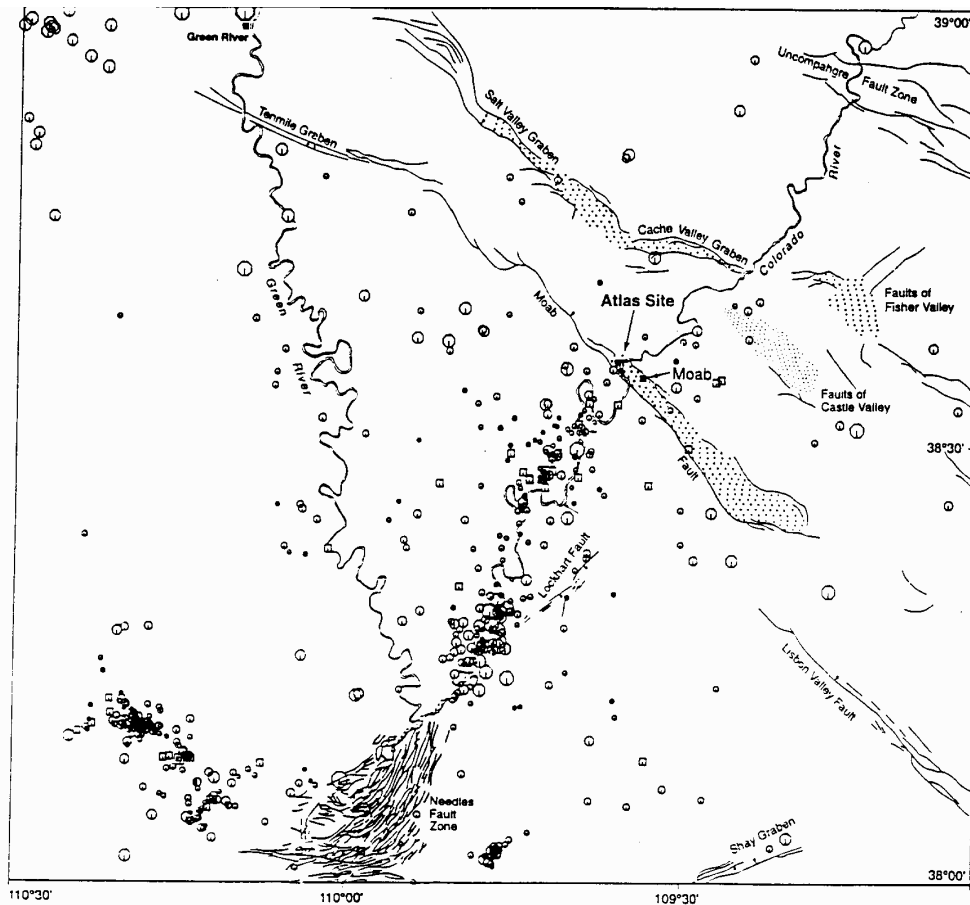 39°00'
Green River
Uncompahgre
Fault Zone
Salt Valley Graben
Tenmile Graben
River
Cache Valley Graben
Colorado
Green
Moab
Atlas Site
Faults of
Fisher Valley
River
Moab
Faults of
Castle Valley
38°30'
Fault
Lockhart Fault
Lisbon Valley Fault
Needles
Fault
Zone
Shay Graben
110°30'
110°00'
109°30'
38°00'